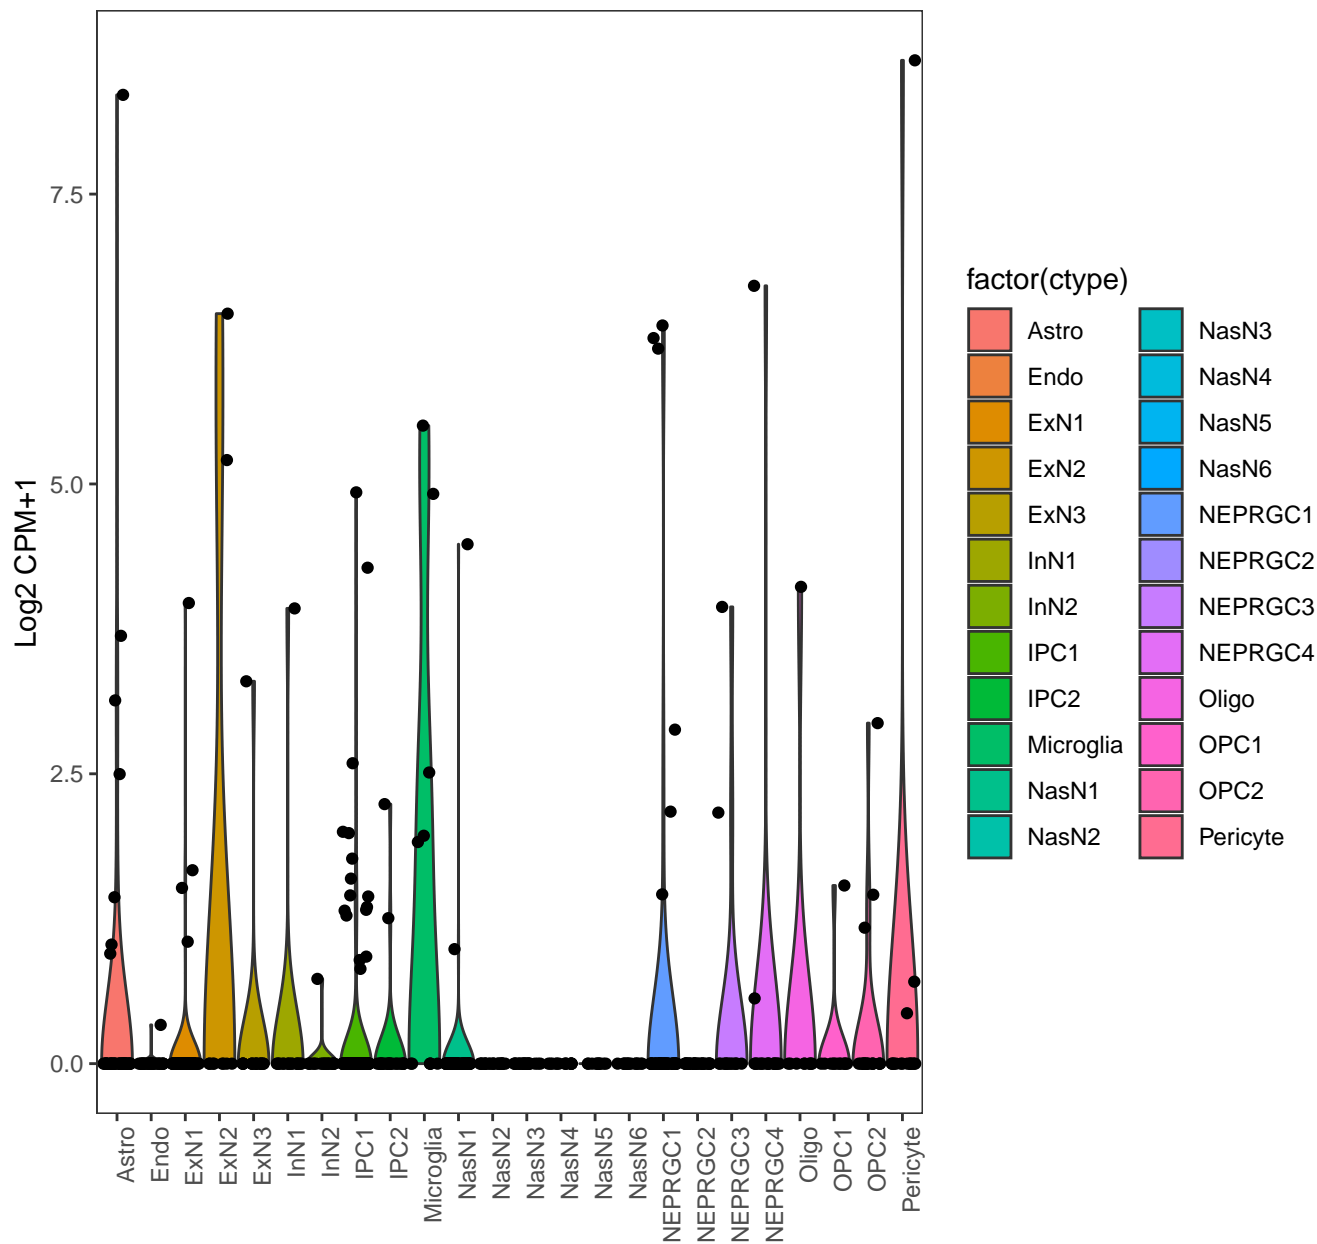 Log2 CPM+1
7.5
5.0
2.5
0.0
Astro
Endo
ExN1
ExN2
ExN3
InN1
InN2
IPC1
IPC2
Microglia
NasN1
NasN2
NasN3
NasN4
NasN5
NasN6
NEPRGC1
NEPRGC2
NEPRGC3
NEPRGC4
Oligo
OPC1
OPC2
Pericyte
factor(ctype)
Astro
Endo
ExN1
ExN2
ExN3
InN1
InN2
IPC1
IPC2
Microglia
NasN1
NasN2
NasN3
NasN4
NasN5
NasN6
NEPRGC1
NEPRGC2
NEPRGC3
NEPRGC4
Oligo
OPC1
OPC2
Pericyte